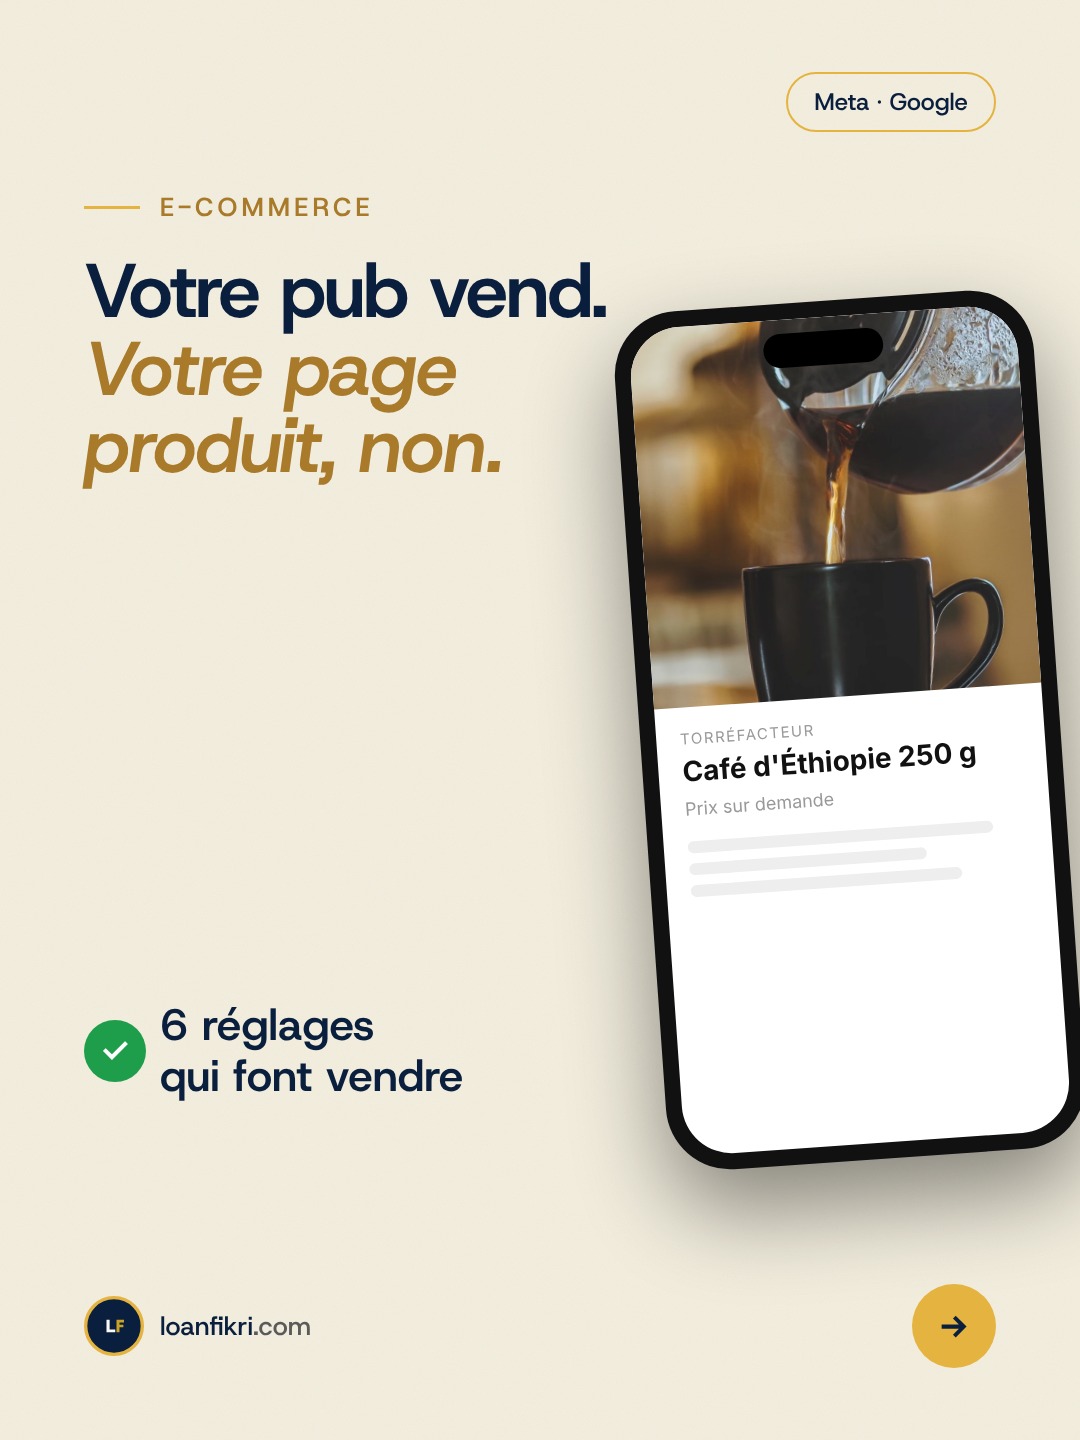 Meta · Google
E-COMMERCE
Votre pub vend.
Votre page
produit, non.
TORRÉFACTEUR
Café d'Éthiopie 250 g
Prix sur demande
6 réglages
qui font vendre
LF
loanfikri.com